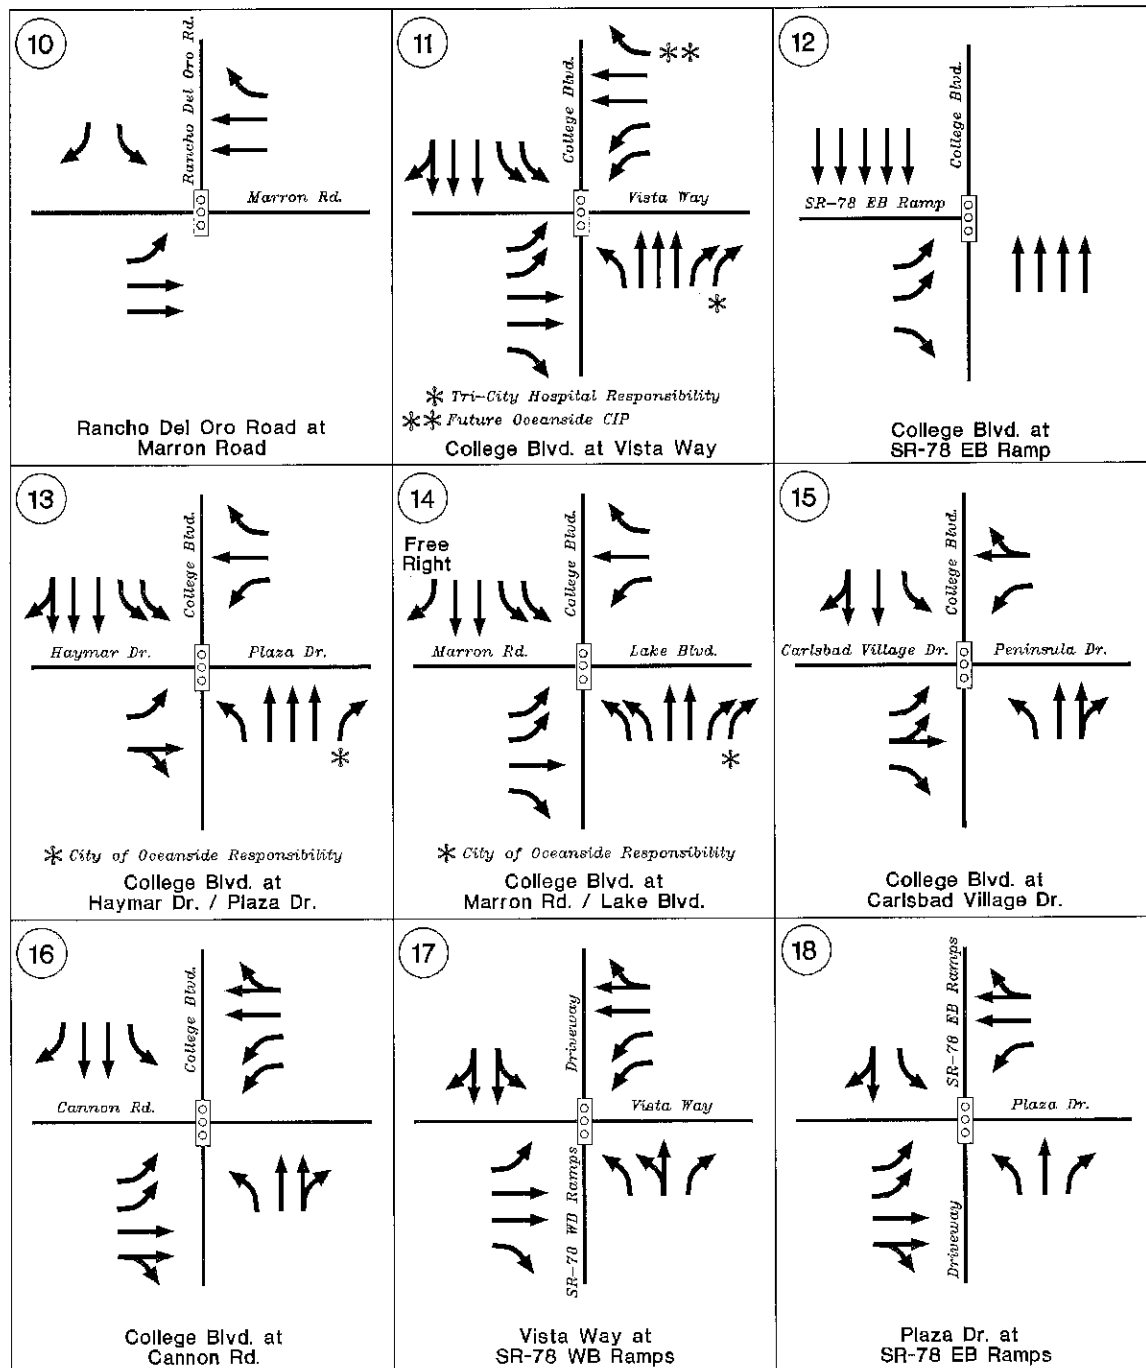 10
Rancho Del Oro Rd.
Marron Rd.
Rancho Del Oro Road at
Marron Road
11
College Blvd.
**
Vista Way
*
* Tri-City Hospital Responsibility
** Future Oceanside CIP
College Blvd. at Vista Way
12
College Blvd.
SR-78 EB Ramp
College Blvd. at
SR-78 EB Ramp
13
College Blvd.
Haymar Dr.
Plaza Dr.
*
* City of Oceanside Responsibility
College Blvd. at
Haymar Dr. / Plaza Dr.
14
Free
Right
College Blvd.
Marron Rd.
Lake Blvd.
*
* City of Oceanside Responsibility
College Blvd. at
Marron Rd. / Lake Blvd.
15
College Blvd.
Carlsbad Village Dr.
Peninsula Dr.
College Blvd. at
Carlsbad Village Dr.
16
College Blvd.
Cannon Rd.
College Blvd. at
Cannon Rd.
17
Driveway
Vista Way
SR-78 WB Ramps
Vista Way at
SR-78 WB Ramps
18
SR-78 EB Ramps
Plaza Dr.
Driveway
Plaza Dr. at
SR-78 EB Ramps